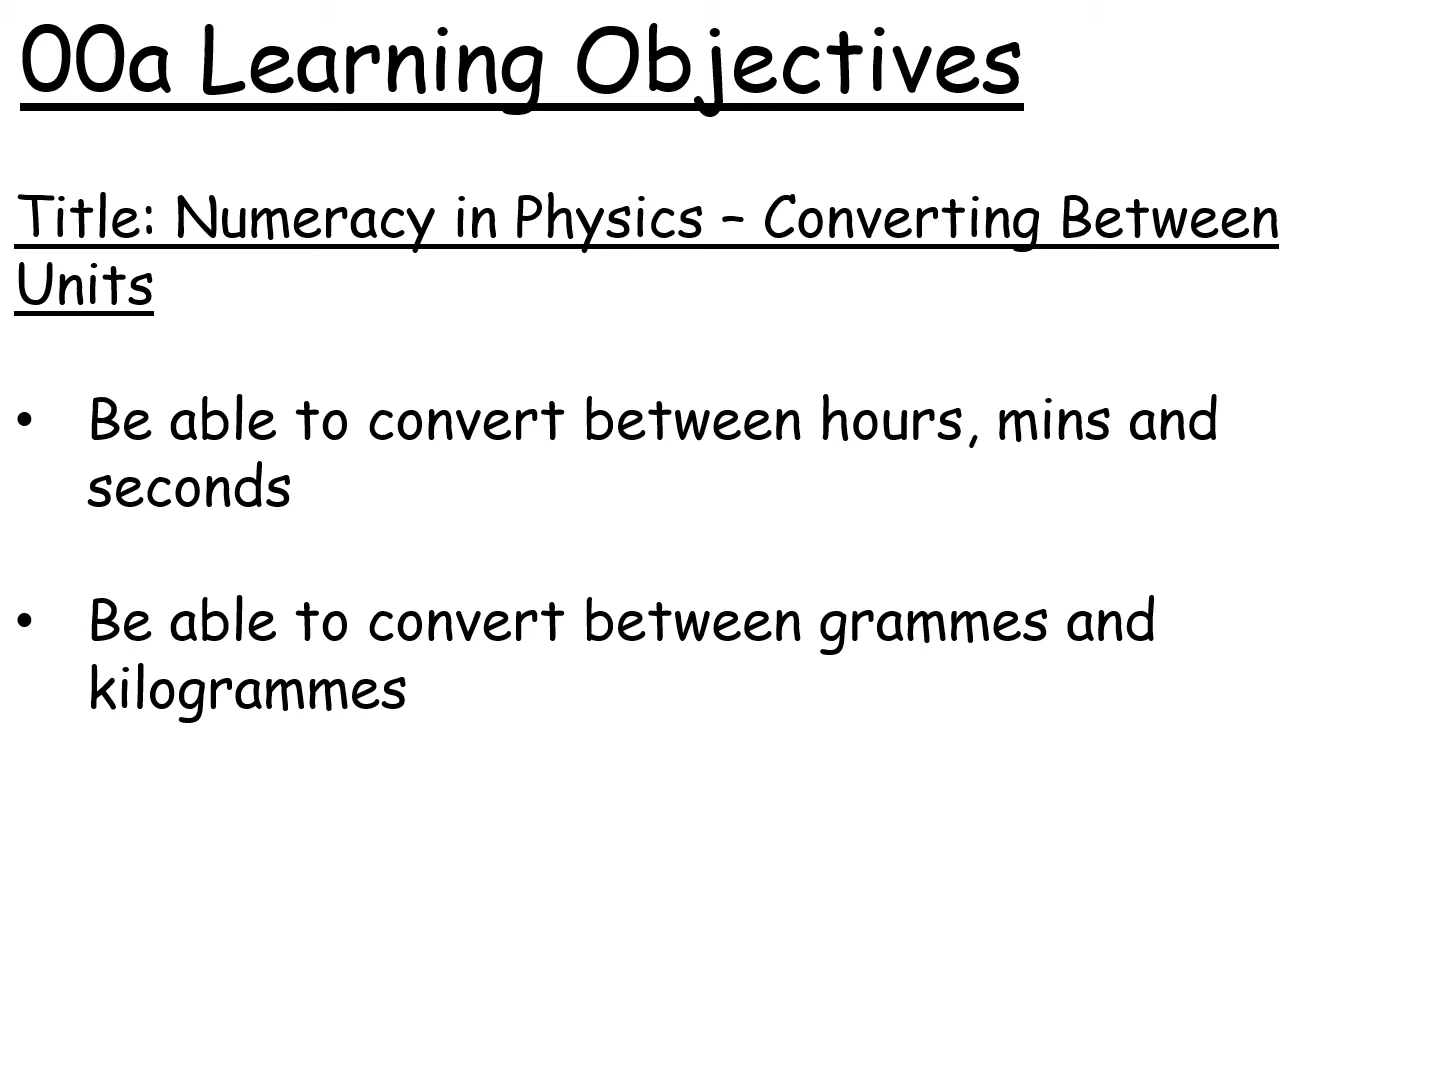 00a Learning Objectives
Title: Numeracy in Physics – Converting Between
Units
• Be able to convert between hours, mins and
seconds
• Be able to convert between grammes and
kilogrammes